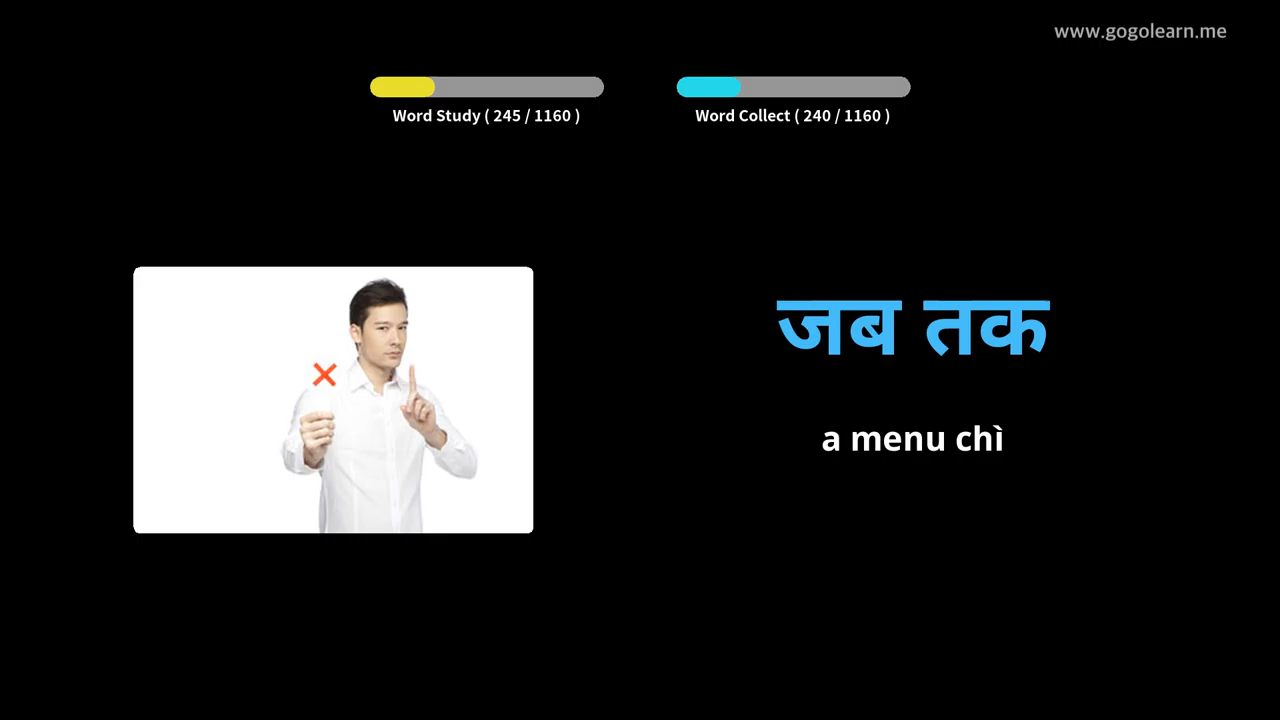 www.gogolearn.me
Word Study ( 245 / 1160 )
Word Collect ( 240 / 1160 )
जब तक
a menu chì